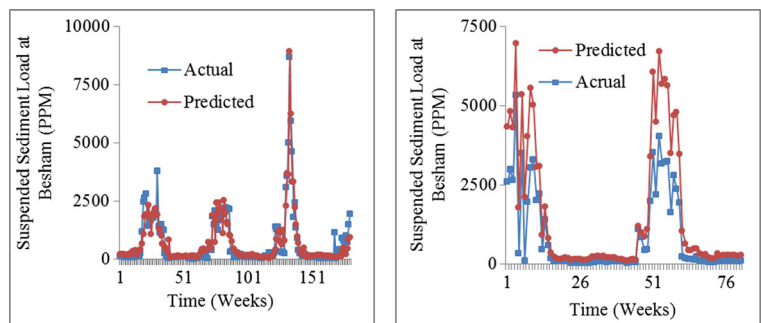 Suspended Sediment Load at
Besham (PPM)
10000
7500
5000
2500
0
Actual
Predicted
1 51 101 151
Time (Weeks)
Suspended Sediment Load at
Besham (PPM)
7500
5000
2500
0
Predicted
Acrual
1 26 51 76
Time (Weeks)